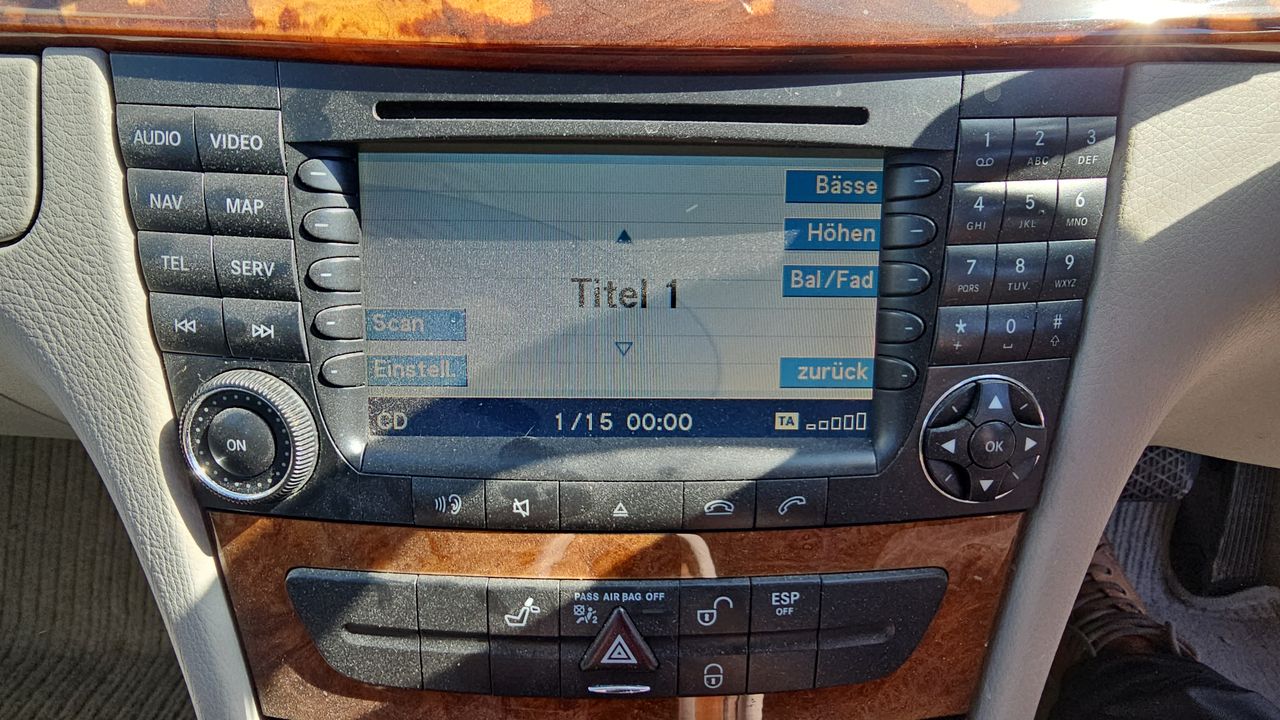 AUDIO VIDEO
NAV MAP
TEL SERV
ON
Bässe
Höhen
Bal/Fad
Titel 1
Scan
Einstell.
zurück
CD 1/15 00:00 TA
1 2 3
ABC DEF
4 5 6
GHI JKL MNO
7 8 9
PQRS TUV WXYZ
* 0 #
+
OK
PASS AIR BAG OFF
2
ESP
OFF